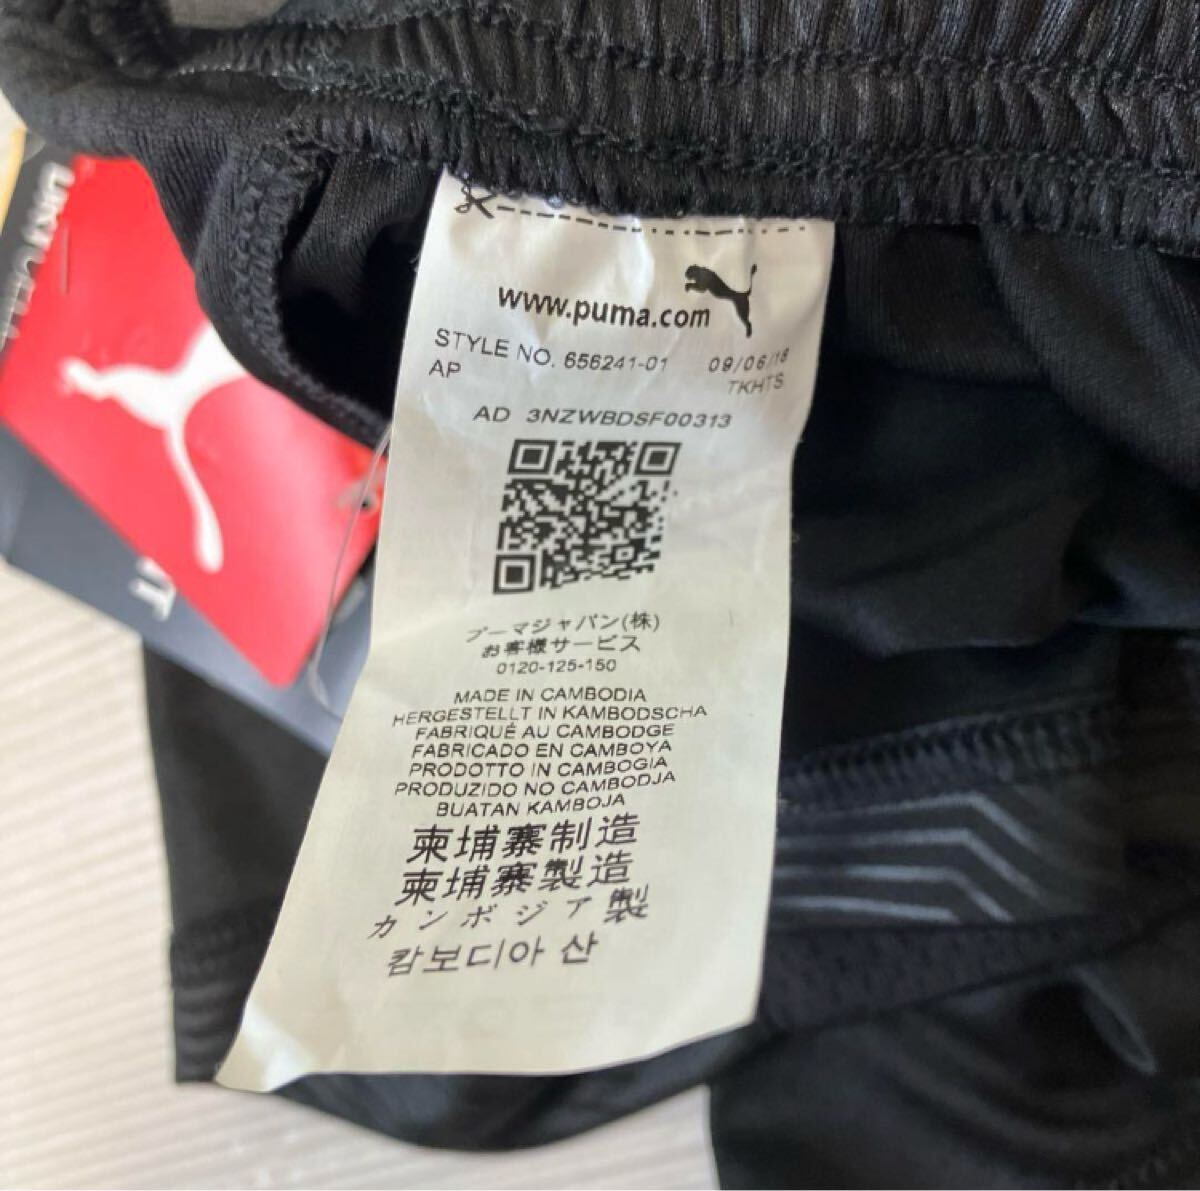 www.puma.com
STYLE NO. 656241-01 09/06/18
AP TKHTS
AD 3NZWBDSF00313
プーマジャパン(株)
お客様サービス
0120-125-150
MADE IN CAMBODIA
HERGESTELLT IN KAMBODSCHA
FABRIQUÉ AU CAMBODGE
FABRICADO EN CAMBOYA
PRODOTTO IN CAMBOGIA
PRODUZIDO NO CAMBODJA
BUATAN KAMBOJA
柬埔寨制造
柬埔寨製造
カンボジア製
캄보디아 산